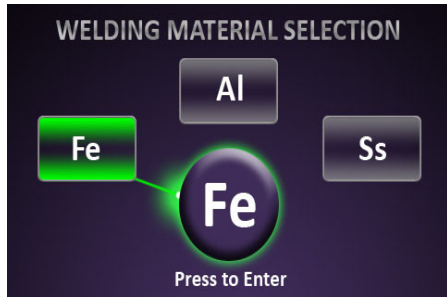 WELDING MATERIAL SELECTION
Al
Fe
Ss
Fe
Press to Enter